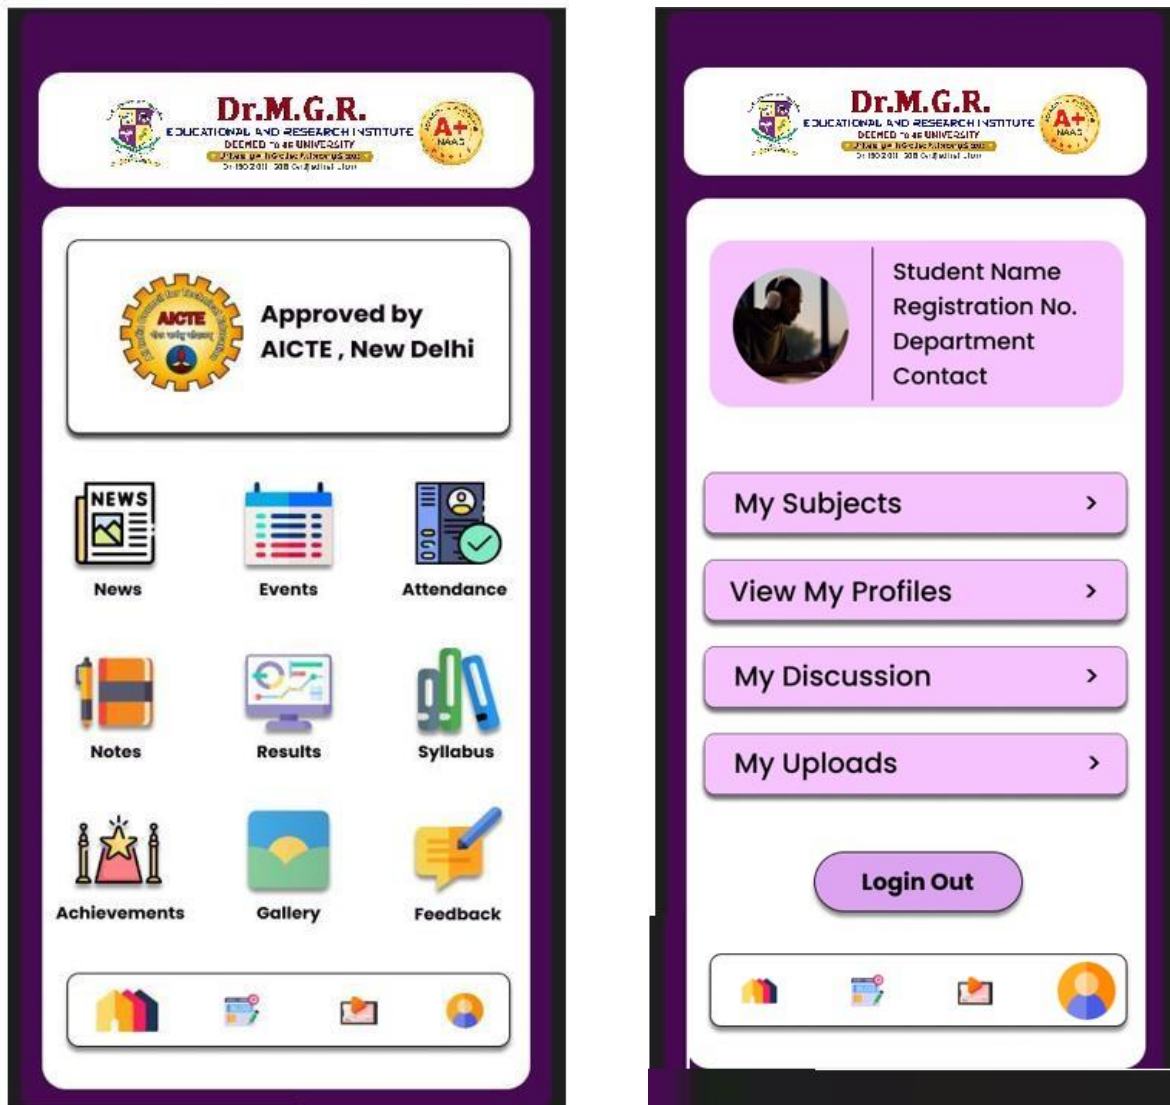 Dr.M.G.R.
EDUCATIONAL AND RESEARCH INSTITUTE
DEEMED TO BE UNIVERSITY
A+
NAAC
AICTE
Approved by
AICTE , New Delhi
NEWS
News
Events
Attendance
Notes
Results
Syllabus
Achievements
Gallery
Feedback
Dr.M.G.R.
EDUCATIONAL AND RESEARCH INSTITUTE
DEEMED TO BE UNIVERSITY
A+
NAAC
Student Name
Registration No.
Department
Contact
My Subjects >
View My Profiles >
My Discussion >
My Uploads >
Login Out